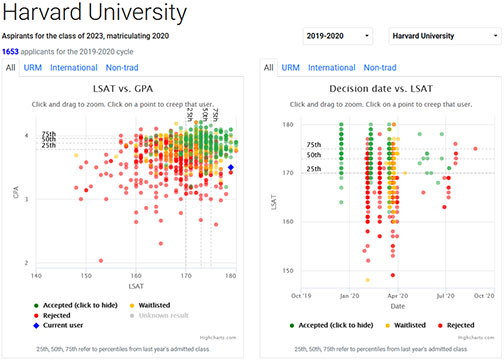 Harvard University
Aspirants for the class of 2023, matriculating 2020
2019-2020
Harvard University
1653 applicants for the 2019-2020 cycle
All URM International Non-trad
LSAT vs. GPA
Click and drag to zoom. Click on a point to creep that user.
25th
50th
75th
4
75th
50th
25th
GPA
3
2
140 150 160 170 180
LSAT
Accepted (click to hide) Waitlisted
Rejected Unknown result
Current user
Highcharts.com
25th, 50th, 75th refer to percentiles from last year's admitted class
All URM International Non-trad
Decision date vs. LSAT
Click and drag to zoom. Click on a point to creep that user.
180
75th
50th
170
25th
LSAT
160
150
Oct '19 Jan '20 Apr '20 Jul '20 Oct '20
Date
Accepted (click to hide) Waitlisted Rejected
Highcharts.com
25th, 50th, 75th refer to percentiles from last year's admitted class